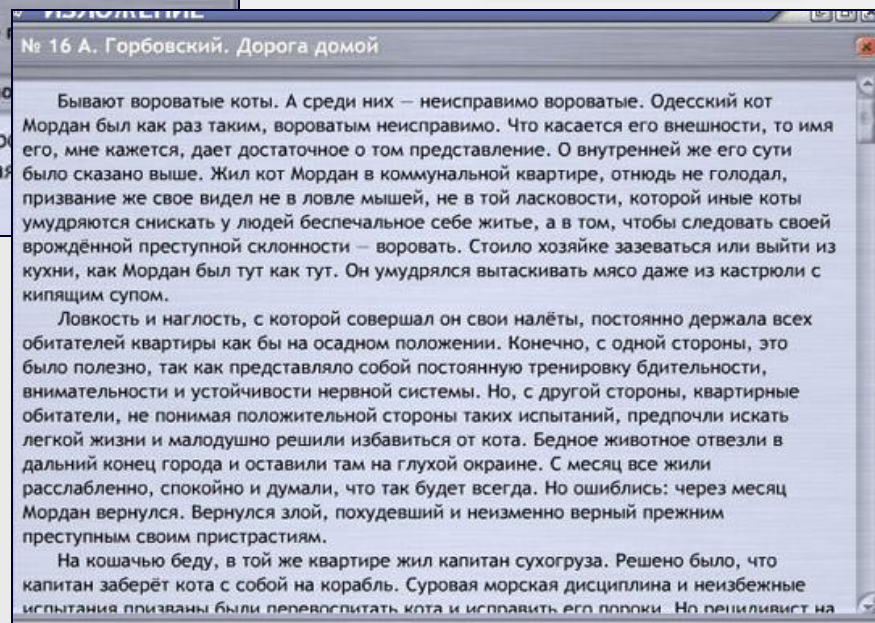 ИЗЛОЖЕНИЕ
№ 16 А. Горбовский. Дорога домой
Бывают вороватые коты. А среди них — неисправимо вороватые. Одесский кот
Мордан был как раз таким, вороватым неисправимо. Что касается его внешности, то имя
его, мне кажется, дает достаточное о том представление. О внутренней же его сути
было сказано выше. Жил кот Мордан в коммунальной квартире, отнюдь не голодал,
призвание же свое видел не в ловле мышей, не в той ласковости, которой иные коты
умудряются снискать у людей беспечальное себе житье, а в том, чтобы следовать своей
врождённой преступной склонности — воровать. Стоило хозяйке зазеваться или выйти из
кухни, как Мордан был тут как тут. Он умудрялся вытаскивать мясо даже из кастрюли с
кипящим супом.
Ловкость и наглость, с которой совершал он свои налёты, постоянно держала всех
обитателей квартиры как бы на осадном положении. Конечно, с одной стороны, это
было полезно, так как представляло собой постоянную тренировку бдительности,
внимательности и устойчивости нервной системы. Но, с другой стороны, квартирные
обитатели, не понимая положительной стороны таких испытаний, предпочли искать
легкой жизни и малодушно решили избавиться от кота. Бедное животное отвезли в
дальний конец города и оставили там на глухой окраине. С месяц все жили
расслабленно, спокойно и думали, что так будет всегда. Но ошиблись: через месяц
Мордан вернулся. Вернулся злой, похудевший и неизменно верный прежним
преступным своим пристрастиям.
На кошачью беду, в той же квартире жил капитан сухогруза. Решено было, что
капитан заберёт кота с собой на корабль. Суровая морская дисциплина и неизбежные
испытания призваны были перевоспитать кота и исправить его пороки. Но рецидивист на